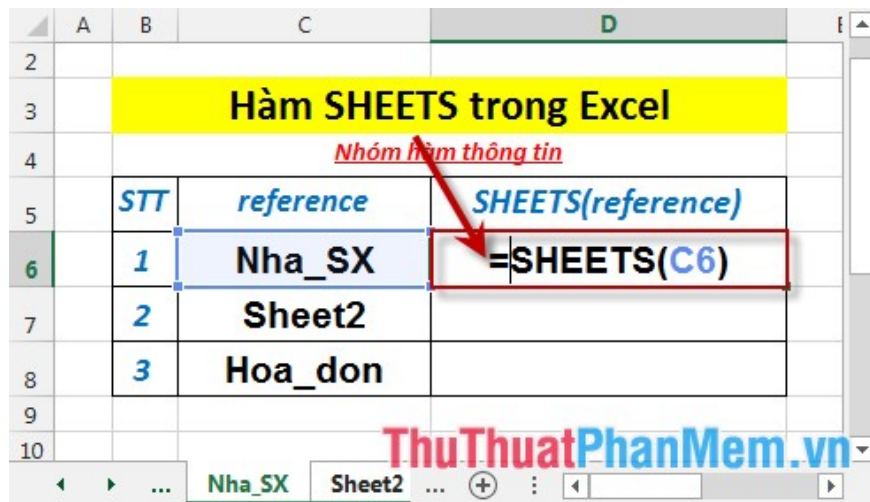 A B C D E
2
3 Hàm SHEETS trong Excel
4 Nhóm hàm thông tin
5 STT reference SHEETS(reference)
6 1 Nha_SX =SHEETS(C6)
7 2 Sheet2
8 3 Hoa_don
9
10 ThuThuatPhanMem.vn
... Nha_SX Sheet2 ...